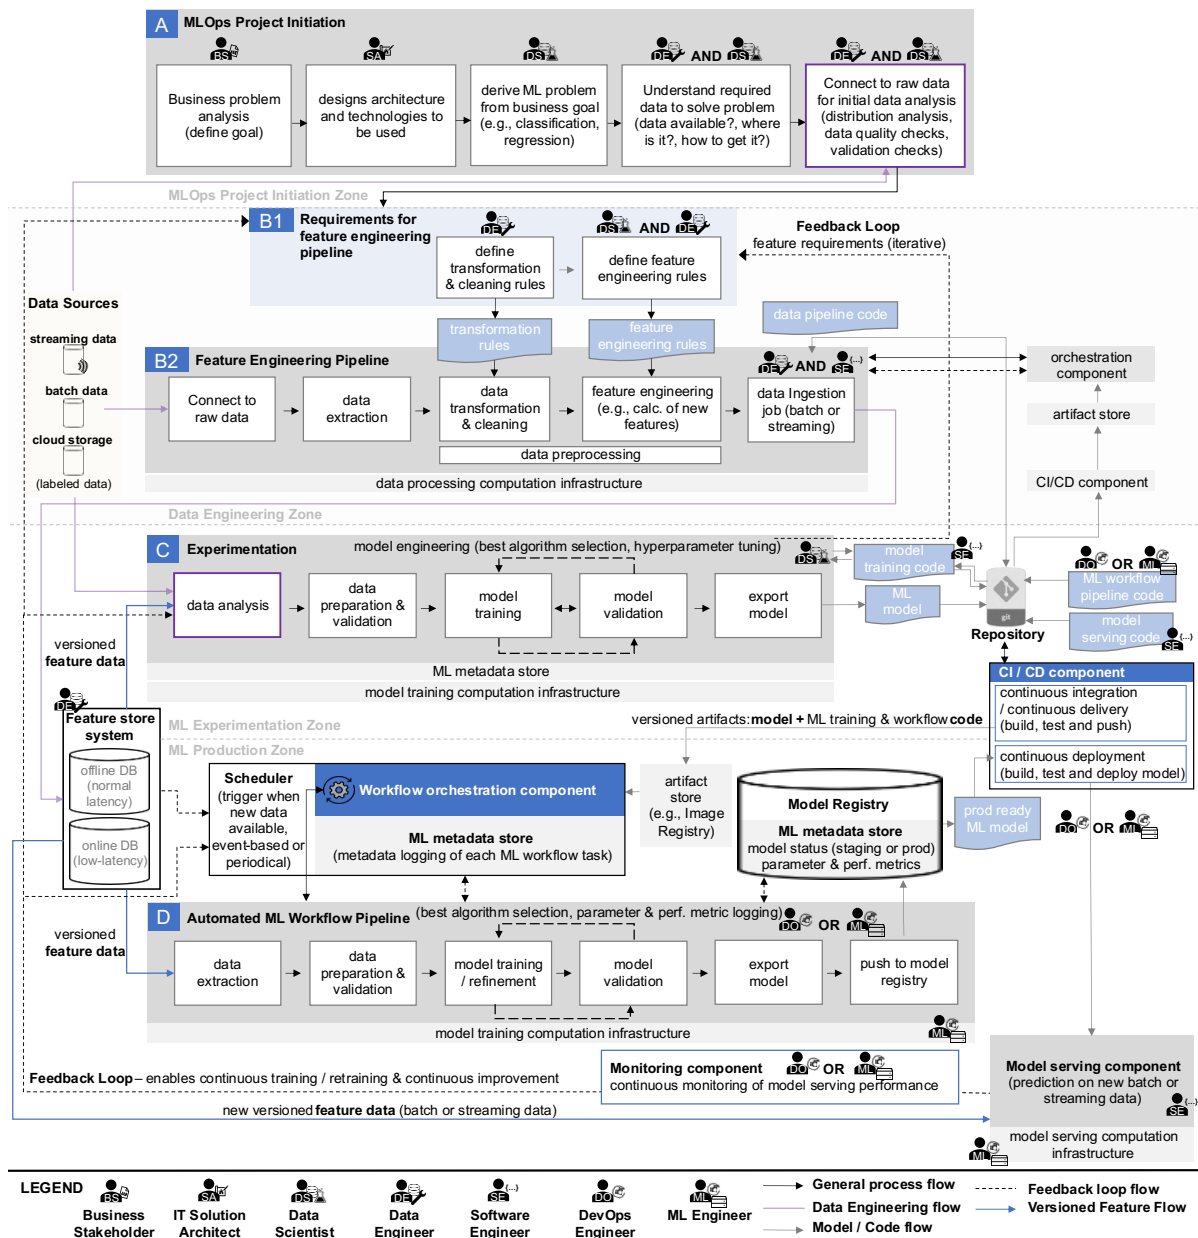 A
MLOps Project Initiation
BS
SA
DS
DE AND DS
DE AND DS
Business problem
analysis
(define goal)
designs architecture
and technologies to
be used
derive ML problem
from business goal
(e.g., classification,
regression)
Understand required
data to solve problem
(data available?, where
is it?, how to get it?)
Connect to raw data
for initial data analysis
(distribution analysis,
data quality checks,
validation checks)
MLOps Project Initiation Zone
B1
Requirements for
feature engineering
pipeline
DE
DS AND DE
define
transformation
& cleaning rules
define feature
engineering rules
Feedback Loop
feature requirements (iterative)
Data Sources
streaming data
batch data
cloud storage
(labeled data)
transformation
rules
feature
engineering rules
data pipeline code
B2
Feature Engineering Pipeline
DE AND SE {...}
Connect to
raw data
data
extraction
data
transformation
& cleaning
feature engineering
(e.g., calc. of new
features)
data Ingestion
job (batch or
streaming)
data preprocessing
data processing computation infrastructure
orchestration
component
artifact store
CI/CD component
Data Engineering Zone
C
Experimentation
model engineering (best algorithm selection, hyperparameter tuning)
DS
data analysis
data
preparation &
validation
model
training
model
validation
export
model
ML metadata store
model training computation infrastructure
model
training code
SE {...}
ML
model
git
Repository
DO OR ML
ML workflow
pipeline code
model
serving code
SE {...}
versioned
feature data
DE
Feature store
system
offline DB
(normal
latency)
online DB
(low-latency)
ML Experimentation Zone
ML Production Zone
versioned artifacts: model + ML training & workflow code
CI / CD component
continuous integration
/ continuous delivery
(build, test and push)
continuous deployment
(build, test and deploy model)
DO OR ML
Scheduler
(trigger when
new data
available,
event-based or
periodical)
Workflow orchestration component
ML metadata store
(metadata logging of each ML workflow task)
artifact
store
(e.g., Image
Registry)
Model Registry
ML metadata store
model status (staging or prod)
parameter & perf. metrics
prod ready
ML model
versioned
feature data
D
Automated ML Workflow Pipeline
(best algorithm selection, parameter & perf. metric logging)
DO OR ML
data
extraction
data
preparation &
validation
model training
/ refinement
model
validation
export
model
push to model
registry
model training computation infrastructure
ML
Feedback Loop – enables continuous training / retraining & continuous improvement
Monitoring component
DO OR ML
continuous monitoring of model serving performance
new versioned feature data (batch or streaming data)
Model serving component
(prediction on new batch or
streaming data)
SE {...}
model serving computation
infrastructure
ML
LEGEND
BS
Business
Stakeholder
SA
IT Solution
Architect
DS
Data
Scientist
DE
Data
Engineer
SE {...}
Software
Engineer
DO
DevOps
Engineer
ML
ML Engineer
General process flow
Data Engineering flow
Model / Code flow
Feedback loop flow
Versioned Feature Flow